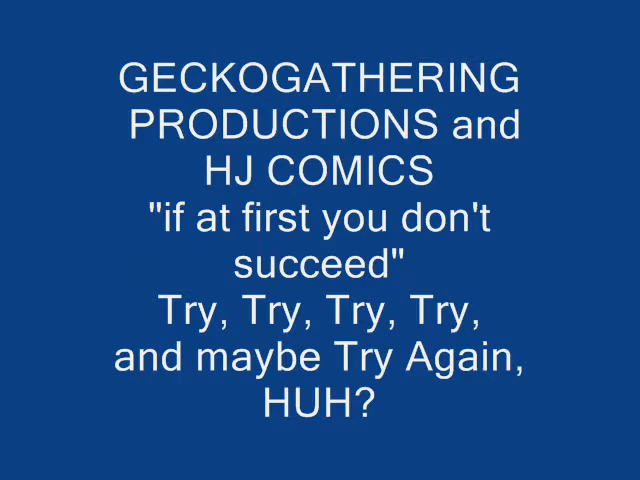 GECKOGATHERING
PRODUCTIONS and
HJ COMICS
"if at first you don't
succeed"
Try, Try, Try, Try,
and maybe Try Again,
HUH?